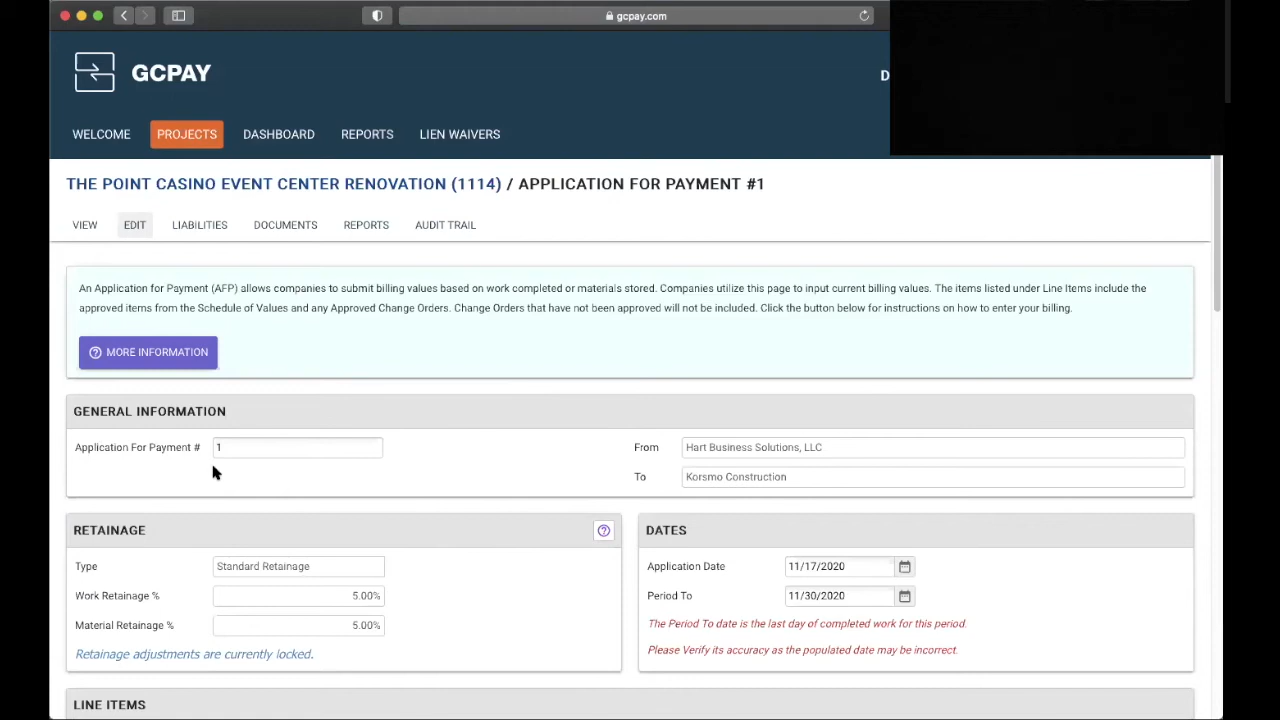 gcpay.com
GCPAY
D
WELCOME PROJECTS DASHBOARD REPORTS LIEN WAIVERS
THE POINT CASINO EVENT CENTER RENOVATION (1114) / APPLICATION FOR PAYMENT #1
VIEW EDIT LIABILITIES DOCUMENTS REPORTS AUDIT TRAIL
An Application for Payment (AFP) allows companies to submit billing values based on work completed or materials stored. Companies utilize this page to input current billing values. The items listed under Line Items include the
approved items from the Schedule of Values and any Approved Change Orders. Change Orders that have not been approved will not be included. Click the button below for instructions on how to enter your billing.
MORE INFORMATION
GENERAL INFORMATION
Application For Payment # 1 From Hart Business Solutions, LLC
To Korsmo Construction
RETAINAGE
Type Standard Retainage
Work Retainage % 5.00%
Material Retainage % 5.00%
Retainage adjustments are currently locked.
DATES
Application Date 11/17/2020
Period To 11/30/2020
The Period To date is the last day of completed work for this period.
Please Verify its accuracy as the populated date may be incorrect.
LINE ITEMS